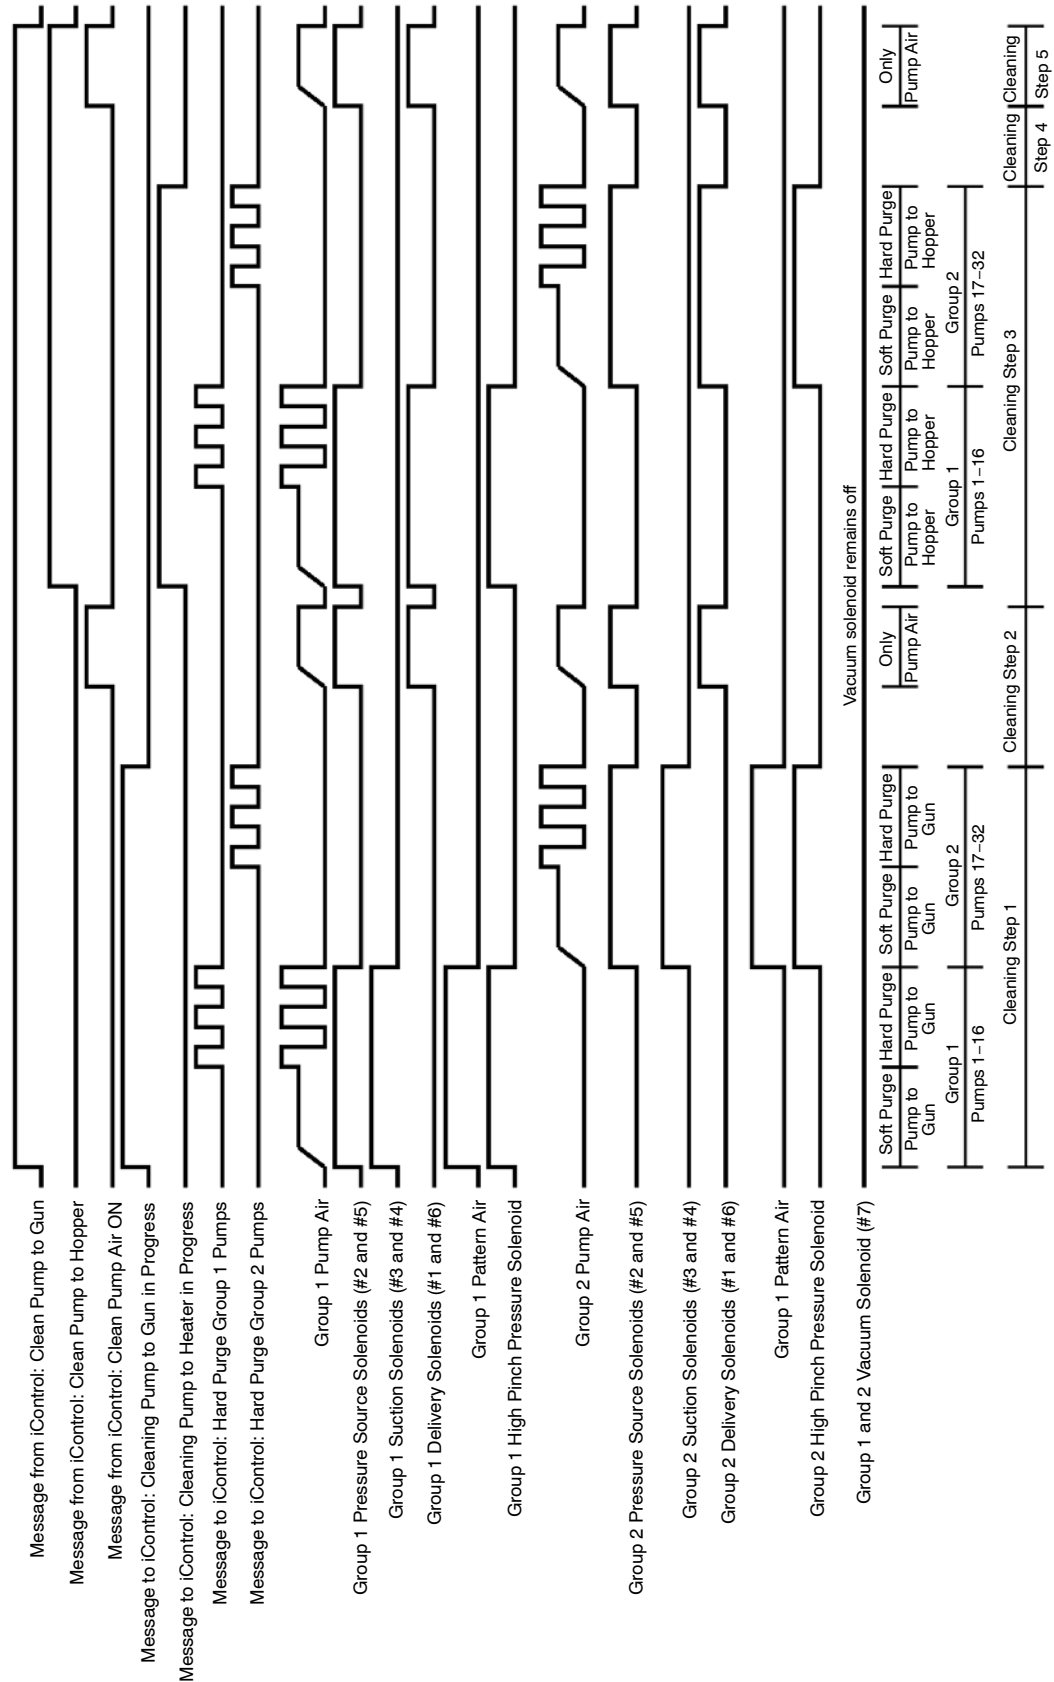 Message from iControl: Clean Pump to Gun
Message from iControl: Clean Pump to Hopper
Message from iControl: Clean Pump Air ON
Message to iControl: Cleaning Pump to Gun in Progress
Message to iControl: Cleaning Pump to Heater in Progress
Message to iControl: Hard Purge Group 1 Pumps
Message to iControl: Hard Purge Group 2 Pumps
Group 1 Pump Air
Group 1 Pressure Source Solenoids (#2 and #5)
Group 1 Suction Solenoids (#3 and #4)
Group 1 Delivery Solenoids (#1 and #6)
Group 1 Pattern Air
Group 1 High Pinch Pressure Solenoid
Group 2 Pump Air
Group 2 Pressure Source Solenoids (#2 and #5)
Group 2 Suction Solenoids (#3 and #4)
Group 2 Delivery Solenoids (#1 and #6)
Group 1 Pattern Air
Group 2 High Pinch Pressure Solenoid
Group 1 and 2 Vacuum Solenoid (#7)
Vacuum solenoid remains off
Soft Purge
Hard Purge
Soft Purge
Hard Purge
Only
Soft Purge
Hard Purge
Soft Purge
Hard Purge
Only
Pump to
Gun
Pump to
Gun
Pump to
Gun
Pump to
Gun
Pump Air
Pump to
Hopper
Pump to
Hopper
Pump to
Hopper
Pump to
Hopper
Pump Air
Group 1
Pumps 1–16
Group 2
Pumps 17–32
Group 1
Pumps 1–16
Group 2
Pumps 17–32
Cleaning Step 1
Cleaning Step 2
Cleaning Step 3
Cleaning
Step 4
Cleaning
Step 5